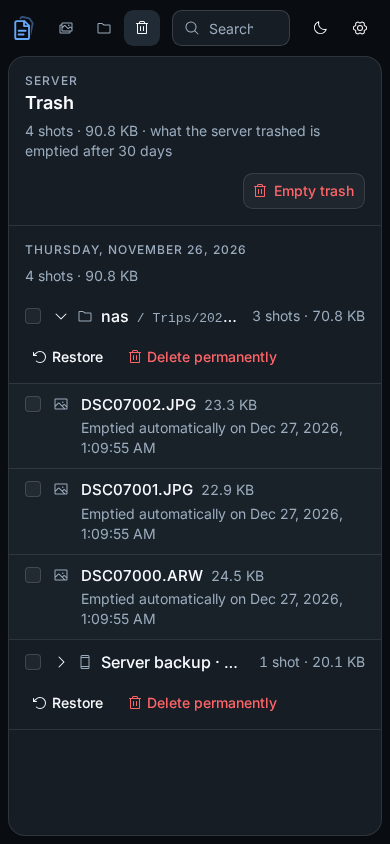 Search
SERVER
Trash
4 shots · 90.8 KB · what the server trashed is
emptied after 30 days
Empty trash
THURSDAY, NOVEMBER 26, 2026
4 shots · 90.8 KB
nas / Trips/202... 3 shots · 70.8 KB
Restore Delete permanently
DSC07002.JPG 23.3 KB
Emptied automatically on Dec 27, 2026,
1:09:55 AM
DSC07001.JPG 22.9 KB
Emptied automatically on Dec 27, 2026,
1:09:55 AM
DSC07000.ARW 24.5 KB
Emptied automatically on Dec 27, 2026,
1:09:55 AM
Server backup · ... 1 shot · 20.1 KB
Restore Delete permanently